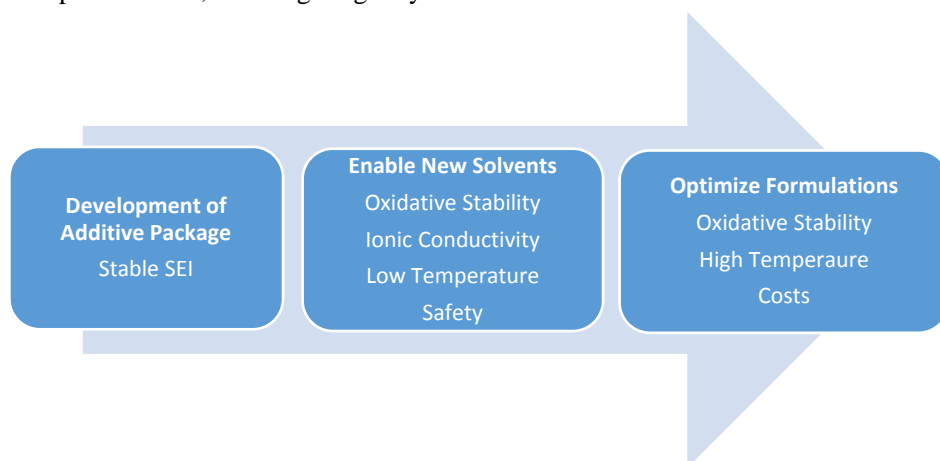 Development of
Additive Package
Stable SEI
Enable New Solvents
Oxidative Stability
Ionic Conductivity
Low Temperature
Safety
Optimize Formulations
Oxidative Stability
High Temperaure
Costs